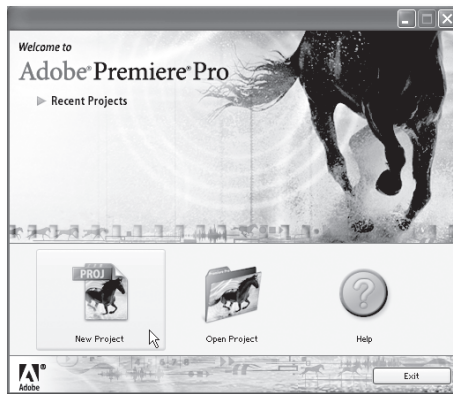 Welcome to
Adobe® Premiere® Pro
Recent Projects
PROJ
New Project
Open Project
Help
Adobe®
Exit